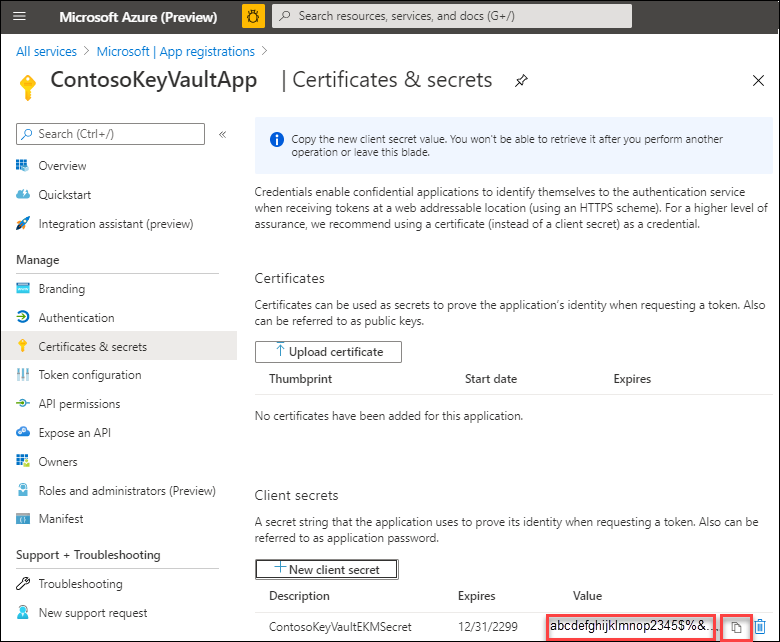 Microsoft Azure (Preview)
Search resources, services, and docs (G+/)
All services > Microsoft | App registrations >
ContosoKeyVaultApp | Certificates & secrets
Search (Ctrl+/)
«
Overview
Quickstart
Integration assistant (preview)
Manage
Branding
Authentication
Certificates & secrets
Token configuration
API permissions
Expose an API
Owners
Roles and administrators (Preview)
Manifest
Support + Troubleshooting
Troubleshooting
New support request
Copy the new client secret value. You won't be able to retrieve it after you perform another
operation or leave this blade.
Credentials enable confidential applications to identify themselves to the authentication service
when receiving tokens at a web addressable location (using an HTTPS scheme). For a higher level of
assurance, we recommend using a certificate (instead of a client secret) as a credential.
Certificates
Certificates can be used as secrets to prove the application's identity when requesting a token. Also
can be referred to as public keys.
Upload certificate
Thumbprint Start date Expires
No certificates have been added for this application.
Client secrets
A secret string that the application uses to prove its identity when requesting a token. Also can be
referred to as application password.
New client secret
Description Expires Value
ContosoKeyVaultEKMSecret 12/31/2299 abcdefghijklmnop2345$%&...